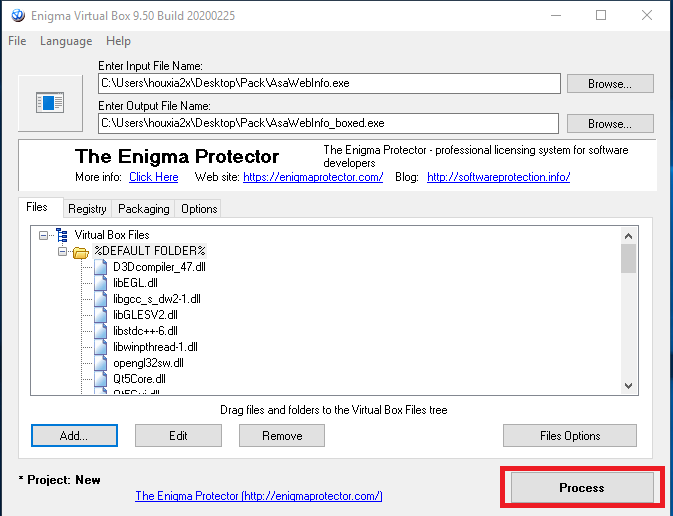 Enigma Virtual Box 9.50 Build 20200225
File Language Help
Enter Input File Name:
C:\Users\houxia2x\Desktop\Pack\AsaWebInfo.exe
Browse...
Enter Output File Name:
C:\Users\houxia2x\Desktop\Pack\AsaWebInfo_boxed.exe
Browse...
The Enigma Protector
The Enigma Protector - professional licensing system for software
developers
More info: Click Here Web site: https://enigmaprotector.com/ Blog: http://softwareprotection.info/
Files Registry Packaging Options
Virtual Box Files
%DEFAULT FOLDER%
D3Dcompiler_47.dll
libEGL.dll
libgcc_s_dw2-1.dll
libGLESV2.dll
libstdc++-6.dll
libwinpthread-1.dll
opengl32sw.dll
Qt5Core.dll
Drag files and folders to the Virtual Box Files tree
Add... Edit Remove Files Options
* Project: New
The Enigma Protector (http://enigmaprotector.com/)
Process